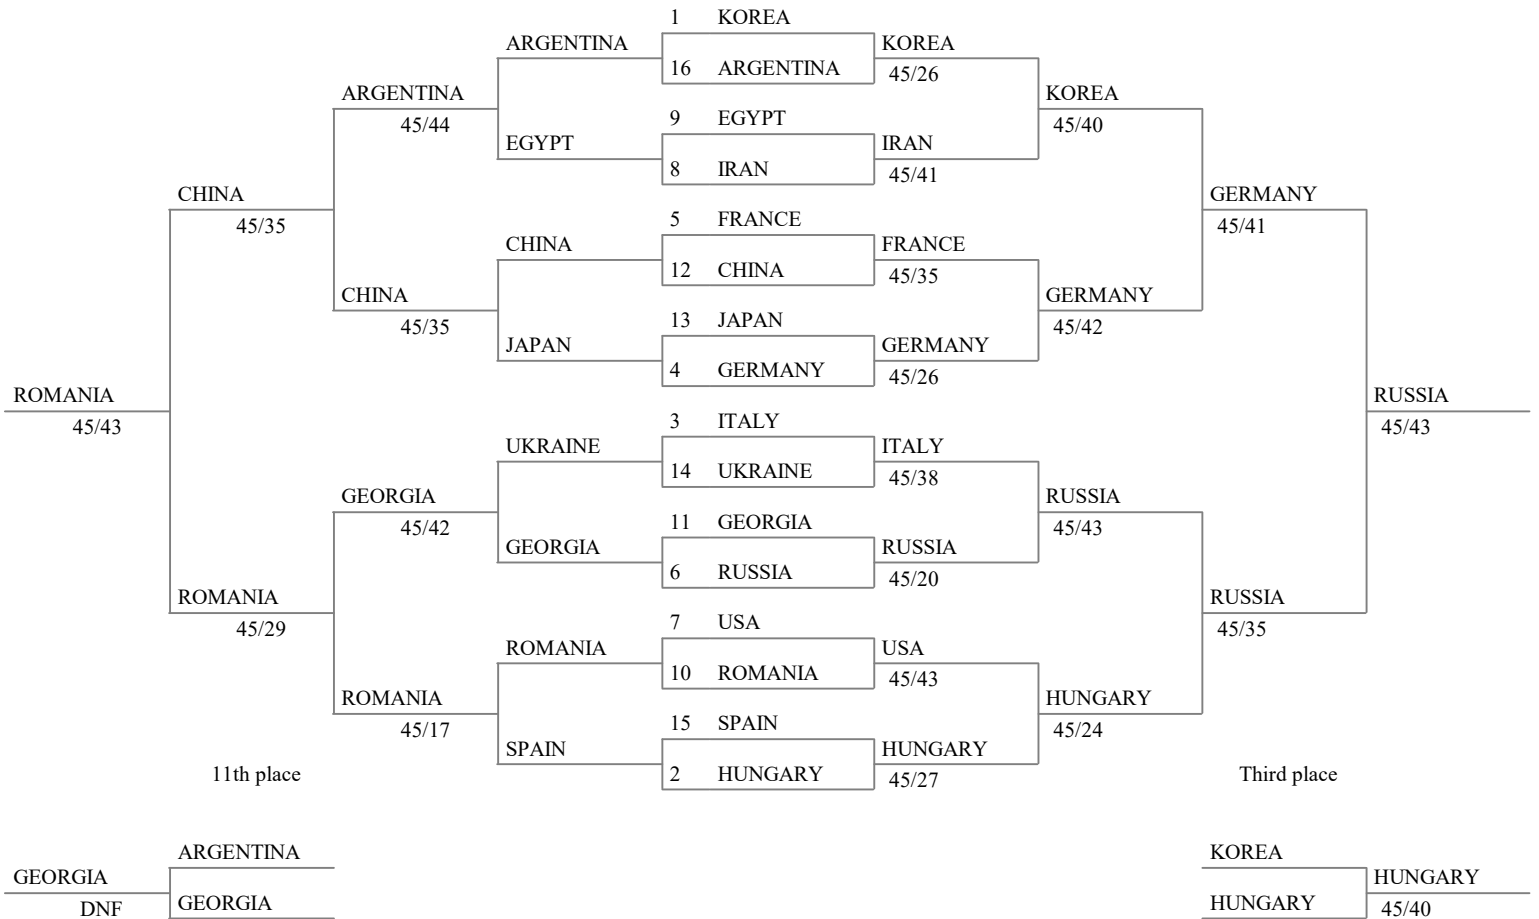 1 KOREA
ARGENTINA KOREA
16 ARGENTINA 45/26
ARGENTINA KOREA
45/44 45/40
9 EGYPT
EGYPT IRAN
8 IRAN 45/41
CHINA GERMANY
45/35 45/41
5 FRANCE
CHINA FRANCE
12 CHINA 45/35
CHINA GERMANY
45/35 45/42
13 JAPAN
JAPAN GERMANY
4 GERMANY 45/26
ROMANIA RUSSIA
45/43 45/43
3 ITALY
UKRAINE ITALY
14 UKRAINE 45/38
GEORGIA RUSSIA
45/42 45/43
11 GEORGIA
GEORGIA RUSSIA
6 RUSSIA 45/20
ROMANIA RUSSIA
45/29 45/35
7 USA
ROMANIA USA
10 ROMANIA 45/43
ROMANIA HUNGARY
45/17 45/24
15 SPAIN
SPAIN HUNGARY
11th place 2 HUNGARY 45/27 Third place
ARGENTINA KOREA
GEORGIA HUNGARY
DNF GEORGIA HUNGARY 45/40